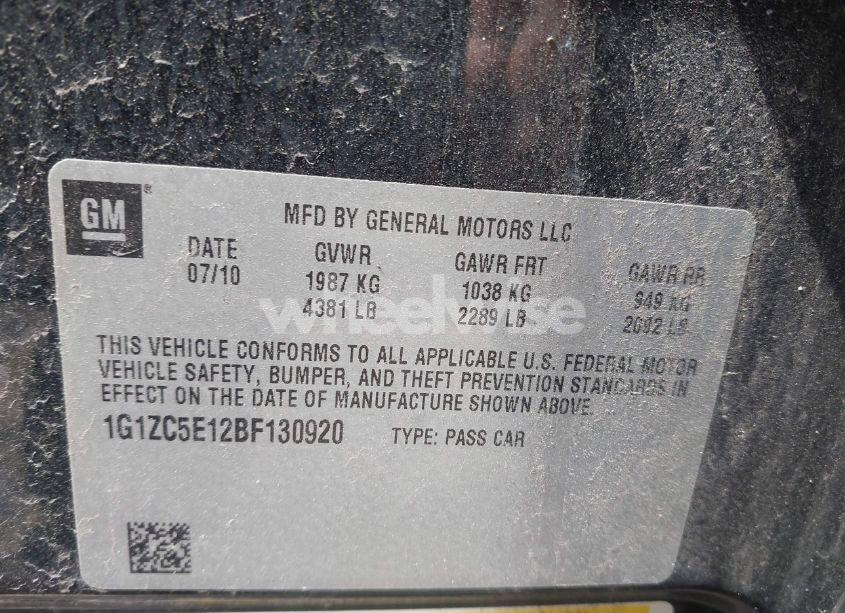 GM ®
MFD BY GENERAL MOTORS LLC
DATE GVWR GAWR FRT GAWR RR
07/10 1987 KG 1038 KG 949 KG
4381 LB 2289 LB 2092 LB
wheelwise
THIS VEHICLE CONFORMS TO ALL APPLICABLE U.S. FEDERAL MOTOR
VEHICLE SAFETY, BUMPER, AND THEFT PREVENTION STANDARDS IN
EFFECT ON THE DATE OF MANUFACTURE SHOWN ABOVE.
1G1ZC5E12BF130920 TYPE: PASS CAR